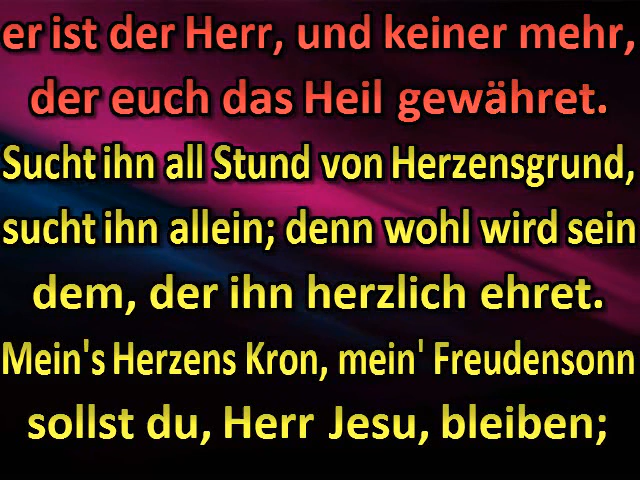 er ist der Herr, und keiner mehr,
der euch das Heil gewähret.
Sucht ihn all Stund von Herzensgrund,
sucht ihn allein; denn wohl wird sein
dem, der ihn herzlich ehret.
Mein's Herzens Kron, mein' Freudensonn
sollst du, Herr Jesu, bleiben;